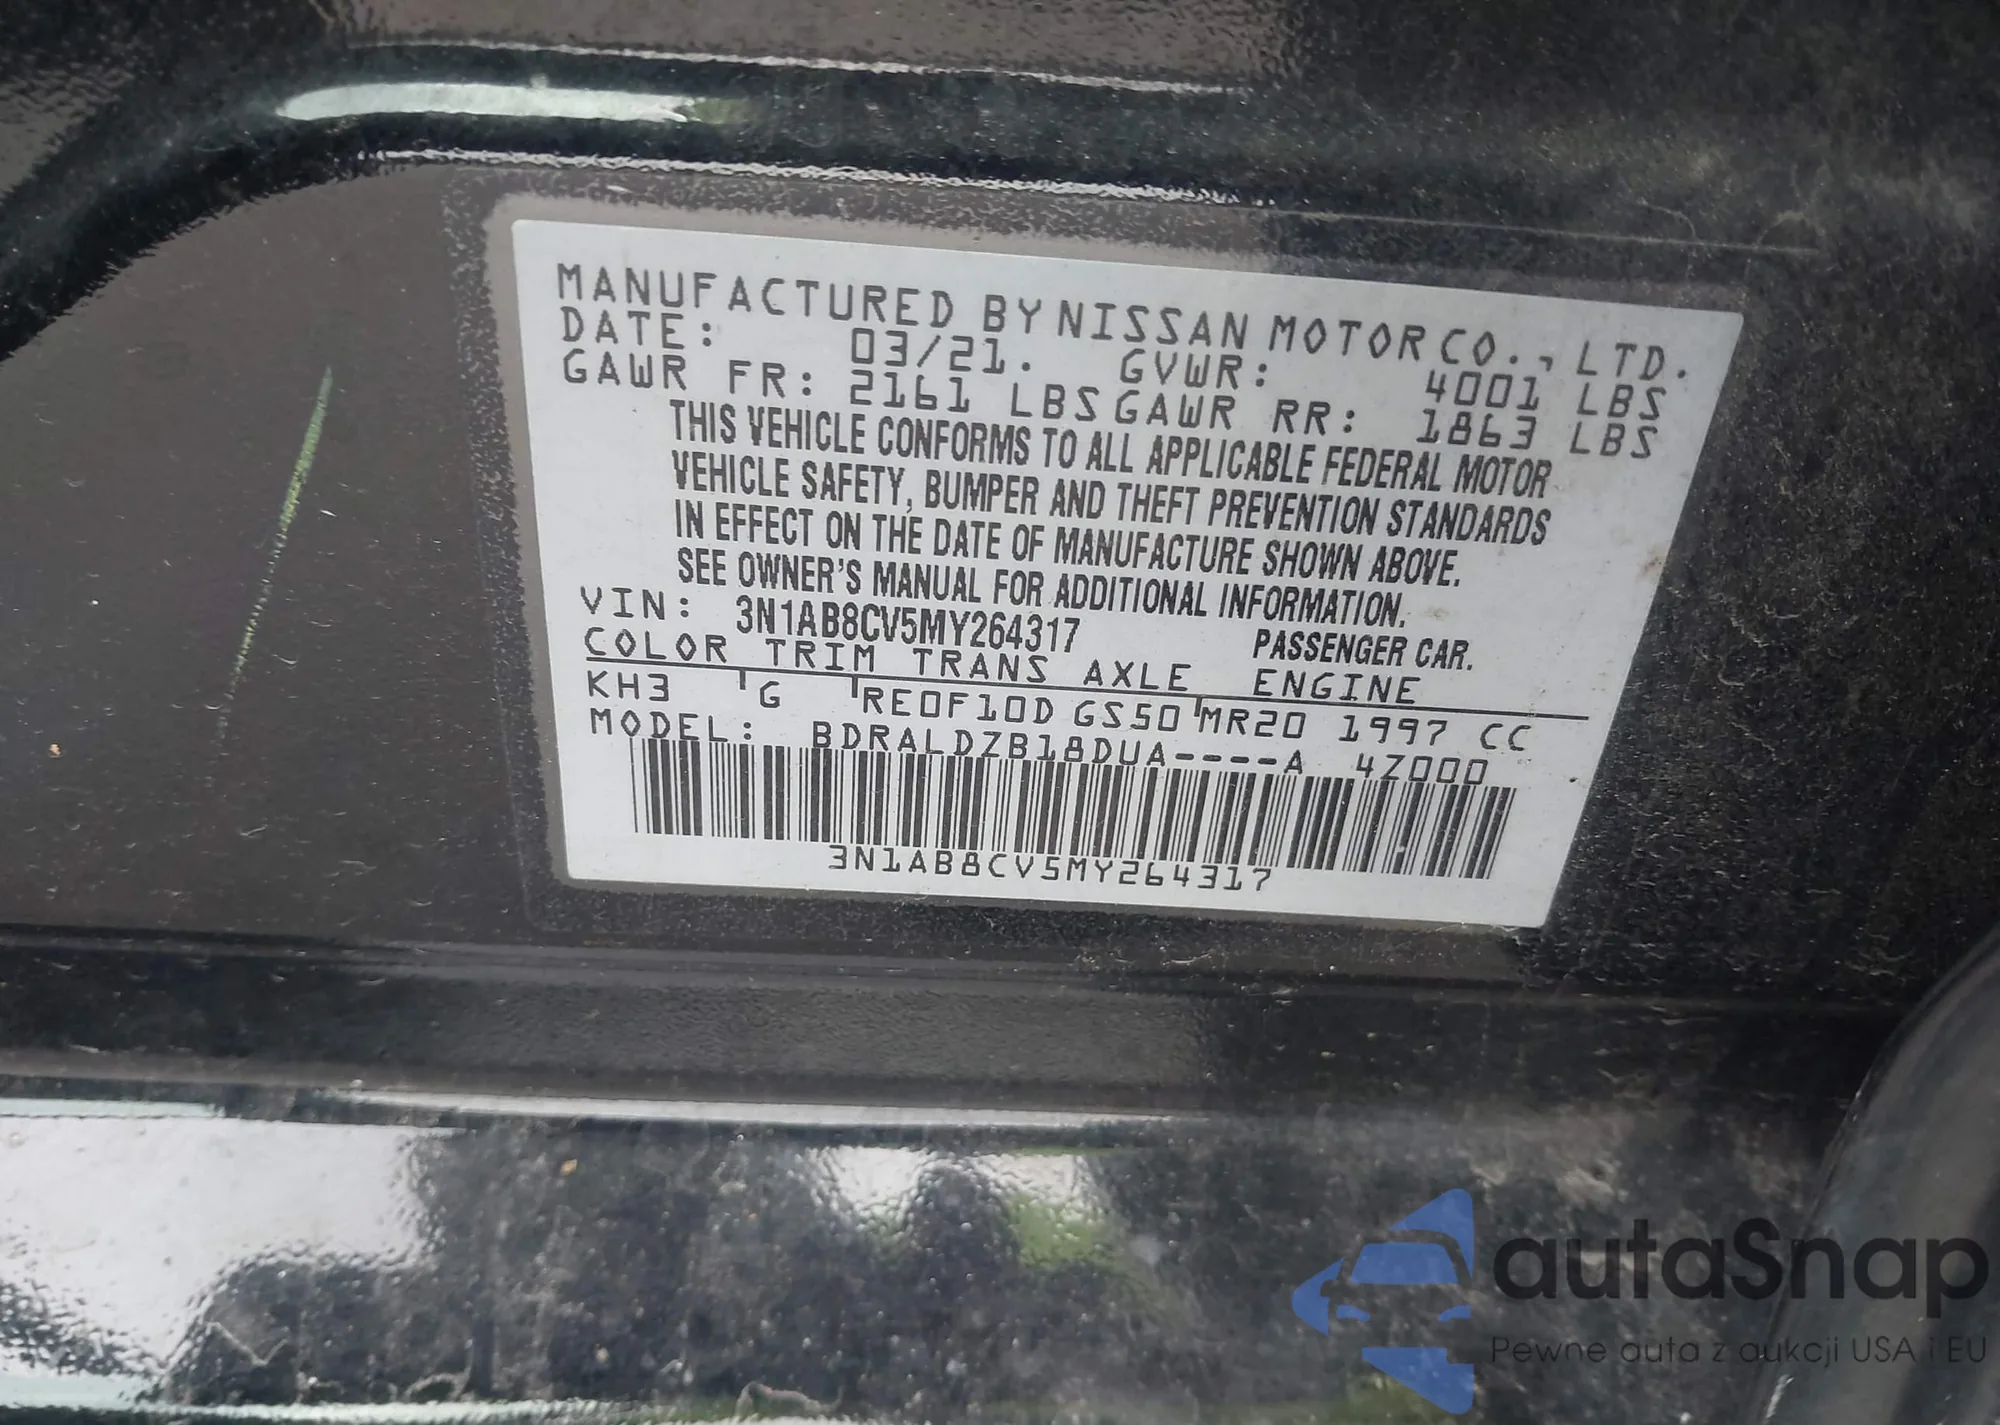 MANUFACTURED BY NISSAN MOTOR CO., LTD.
DATE: 03/21. GVWR: 4001 LBS
GAWR FR: 2161 LBS GAWR RR: 1863 LBS
THIS VEHICLE CONFORMS TO ALL APPLICABLE FEDERAL MOTOR
VEHICLE SAFETY, BUMPER AND THEFT PREVENTION STANDARDS
IN EFFECT ON THE DATE OF MANUFACTURE SHOWN ABOVE.
SEE OWNER'S MANUAL FOR ADDITIONAL INFORMATION.
VIN: 3N1AB8CV5MY264317 PASSENGER CAR.
COLOR TRIM TRANS AXLE ENGINE
KH3 G RE0F10D GS50 MR20 1997 CC
MODEL: BDRALDZB18DUA----A 4Z000
3N1AB8CV5MY264317
autaSnap
Pewne auta z aukcji USA i EU